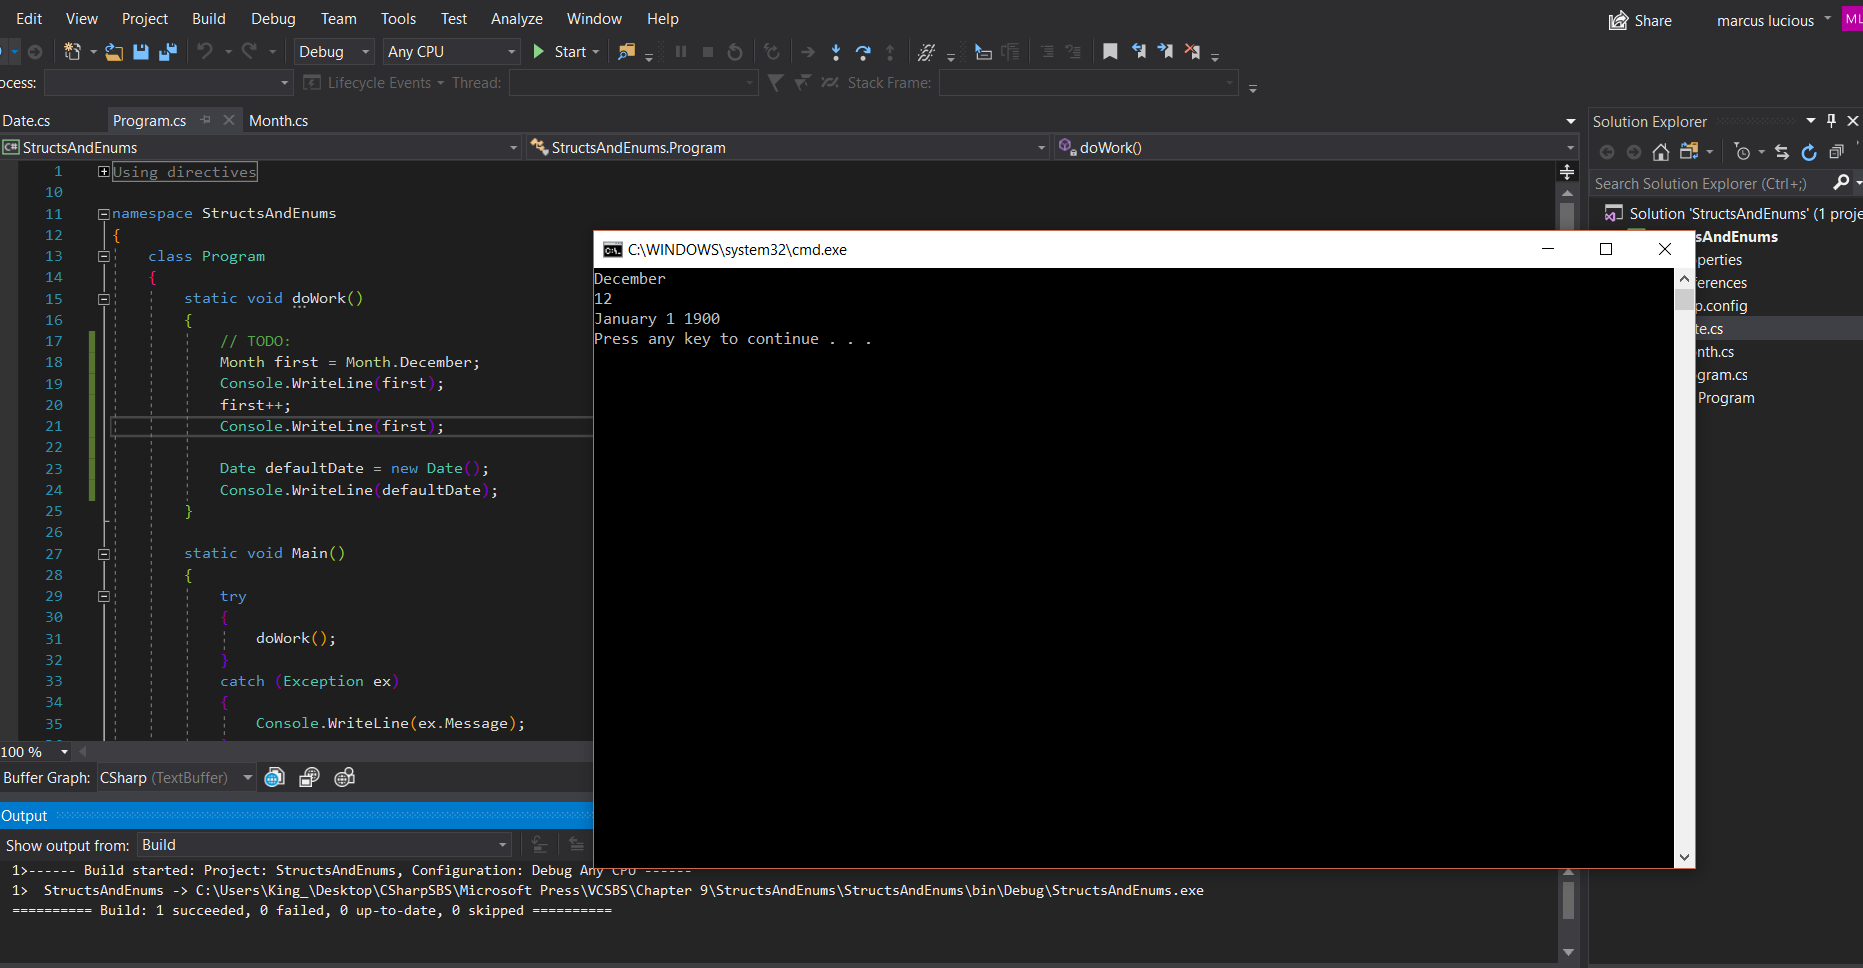 Edit View Project Build Debug Team Tools Test Analyze Window Help
Share marcus lucious ML
Debug Any CPU Start
ocess: Lifecycle Events Thread: Stack Frame:
Date.cs Program.cs Month.cs
StructsAndEnums StructsAndEnums.Program doWork()
1 Using directives
10
11 namespace StructsAndEnums
12 {
13 class Program
14 {
15 static void doWork()
16 {
17 // TODO:
18 Month first = Month.December;
19 Console.WriteLine(first);
20 first++;
21 Console.WriteLine(first);
22
23 Date defaultDate = new Date();
24 Console.WriteLine(defaultDate);
25 }
26
27 static void Main()
28 {
29 try
30 {
31 doWork();
32 }
33 catch (Exception ex)
34 {
35 Console.WriteLine(ex.Message);
C:\WINDOWS\system32\cmd.exe
December
12
January 1 1900
Press any key to continue . . .
Solution Explorer
Search Solution Explorer (Ctrl+;)
Solution 'StructsAndEnums' (1 proje
sAndEnums
perties
ferences
p.config
te.cs
nth.cs
gram.cs
Program
100 %
Buffer Graph: CSharp (TextBuffer)
Output
Show output from: Build
1>------ Build started: Project: StructsAndEnums, Configuration: Debug Any CPU ------
1> StructsAndEnums -> C:\Users\King_\Desktop\CSharpSBS\Microsoft Press\VCSBS\Chapter 9\StructsAndEnums\StructsAndEnums\bin\Debug\StructsAndEnums.exe
========== Build: 1 succeeded, 0 failed, 0 up-to-date, 0 skipped ==========